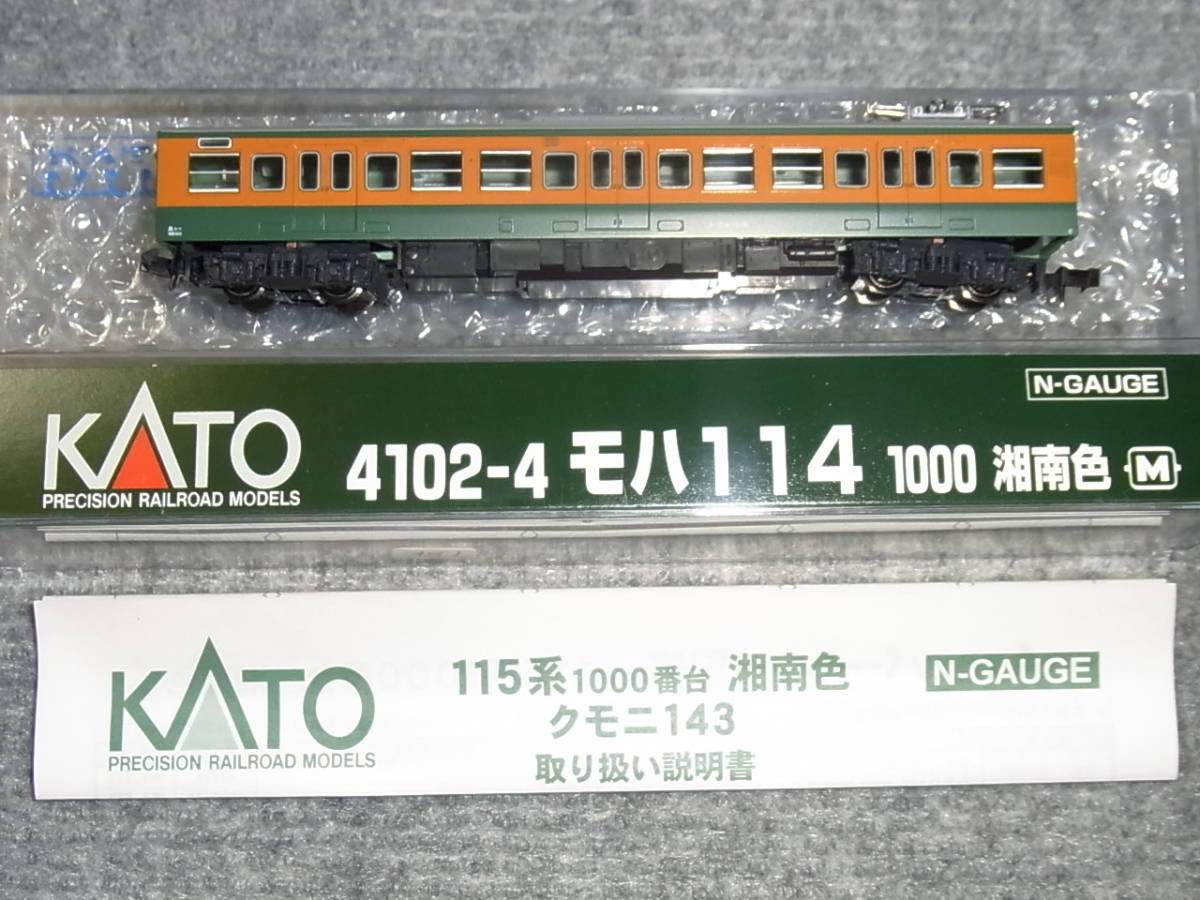 N-GAUGE
KATO
PRECISION RAILROAD MODELS
4102-4 モハ114 1000 湘南色 M
KATO
PRECISION RAILROAD MODELS
115系1000番台 湘南色
クモニ143
取り扱い説明書
N-GAUGE